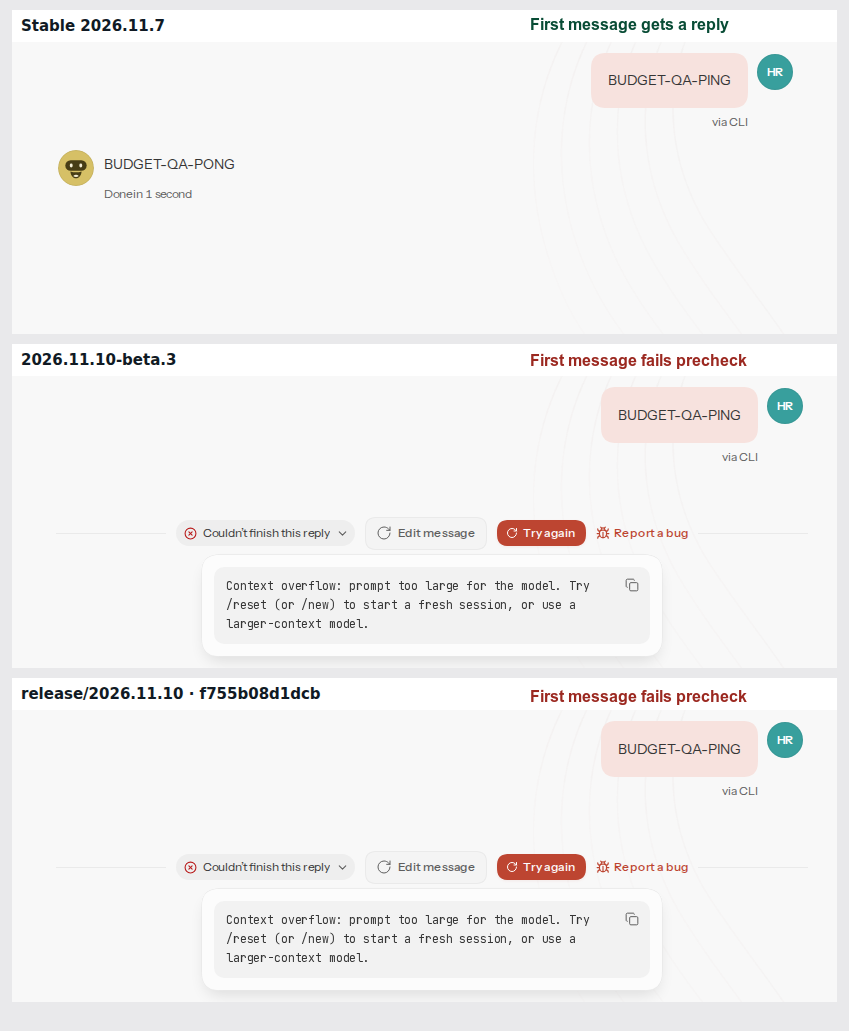 Stable 2026.11.7
First message gets a reply
BUDGET-QA-PING
HR
via CLI
BUDGET-QA-PONG
Done in 1 second
2026.11.10-beta.3
First message fails precheck
BUDGET-QA-PING
HR
via CLI
Couldn't finish this reply
Edit message
Try again
Report a bug
Context overflow: prompt too large for the model. Try
/reset (or /new) to start a fresh session, or use a
larger-context model.
release/2026.11.10 · f755b08d1dcb
First message fails precheck
BUDGET-QA-PING
HR
via CLI
Couldn't finish this reply
Edit message
Try again
Report a bug
Context overflow: prompt too large for the model. Try
/reset (or /new) to start a fresh session, or use a
larger-context model.